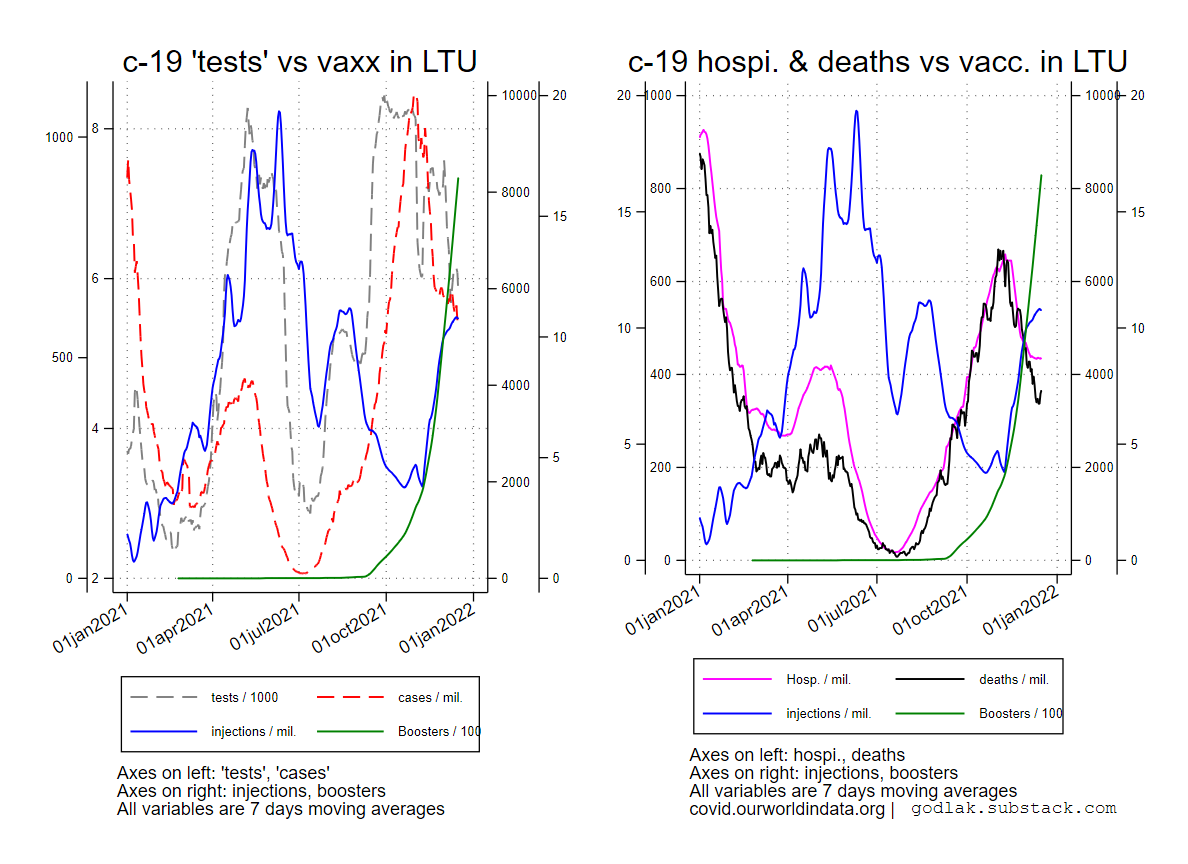 c-19 'tests' vs vaxx in LTU
1000
500
0
8
6
4
2
10000
8000
6000
4000
2000
0
20
15
10
5
0
01jan2021
01apr2021
01jul2021
01oct2021
01jan2022
tests / 1000
cases / mil.
injections / mil.
Boosters / 100
Axes on left: 'tests', 'cases'
Axes on right: injections, boosters
All variables are 7 days moving averages
c-19 hospi. & deaths vs vacc. in LTU
20
15
10
5
0
1000
800
600
400
200
0
10000
8000
6000
4000
2000
0
20
15
10
5
0
01jan2021
01apr2021
01jul2021
01oct2021
01jan2022
Hosp. / mil.
deaths / mil.
injections / mil.
Boosters / 100
Axes on left: hospi., deaths
Axes on right: injections, boosters
All variables are 7 days moving averages
covid.ourworldindata.org | godlak.substack.com